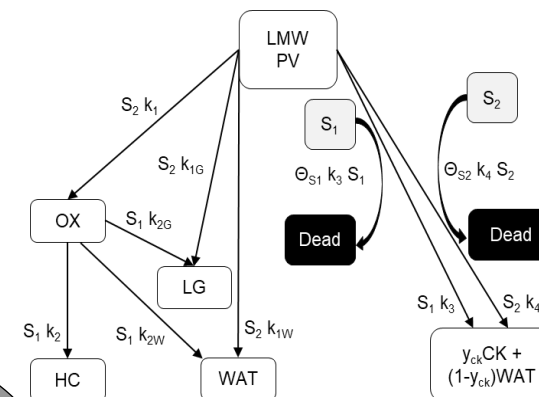 LMW
PV
S₂ k₁
S₂ k₁G
S₁
S₂
Θ_S1 k₃ S₁
Θ_S2 k₄ S₂
OX
S₁ k₂G
Dead
Dead
LG
S₁ k₂
S₁ k₂W
S₂ k₁W
S₁ k₃
S₂ k₄
HC
WAT
y_ck CK +
(1-y_ck)WAT